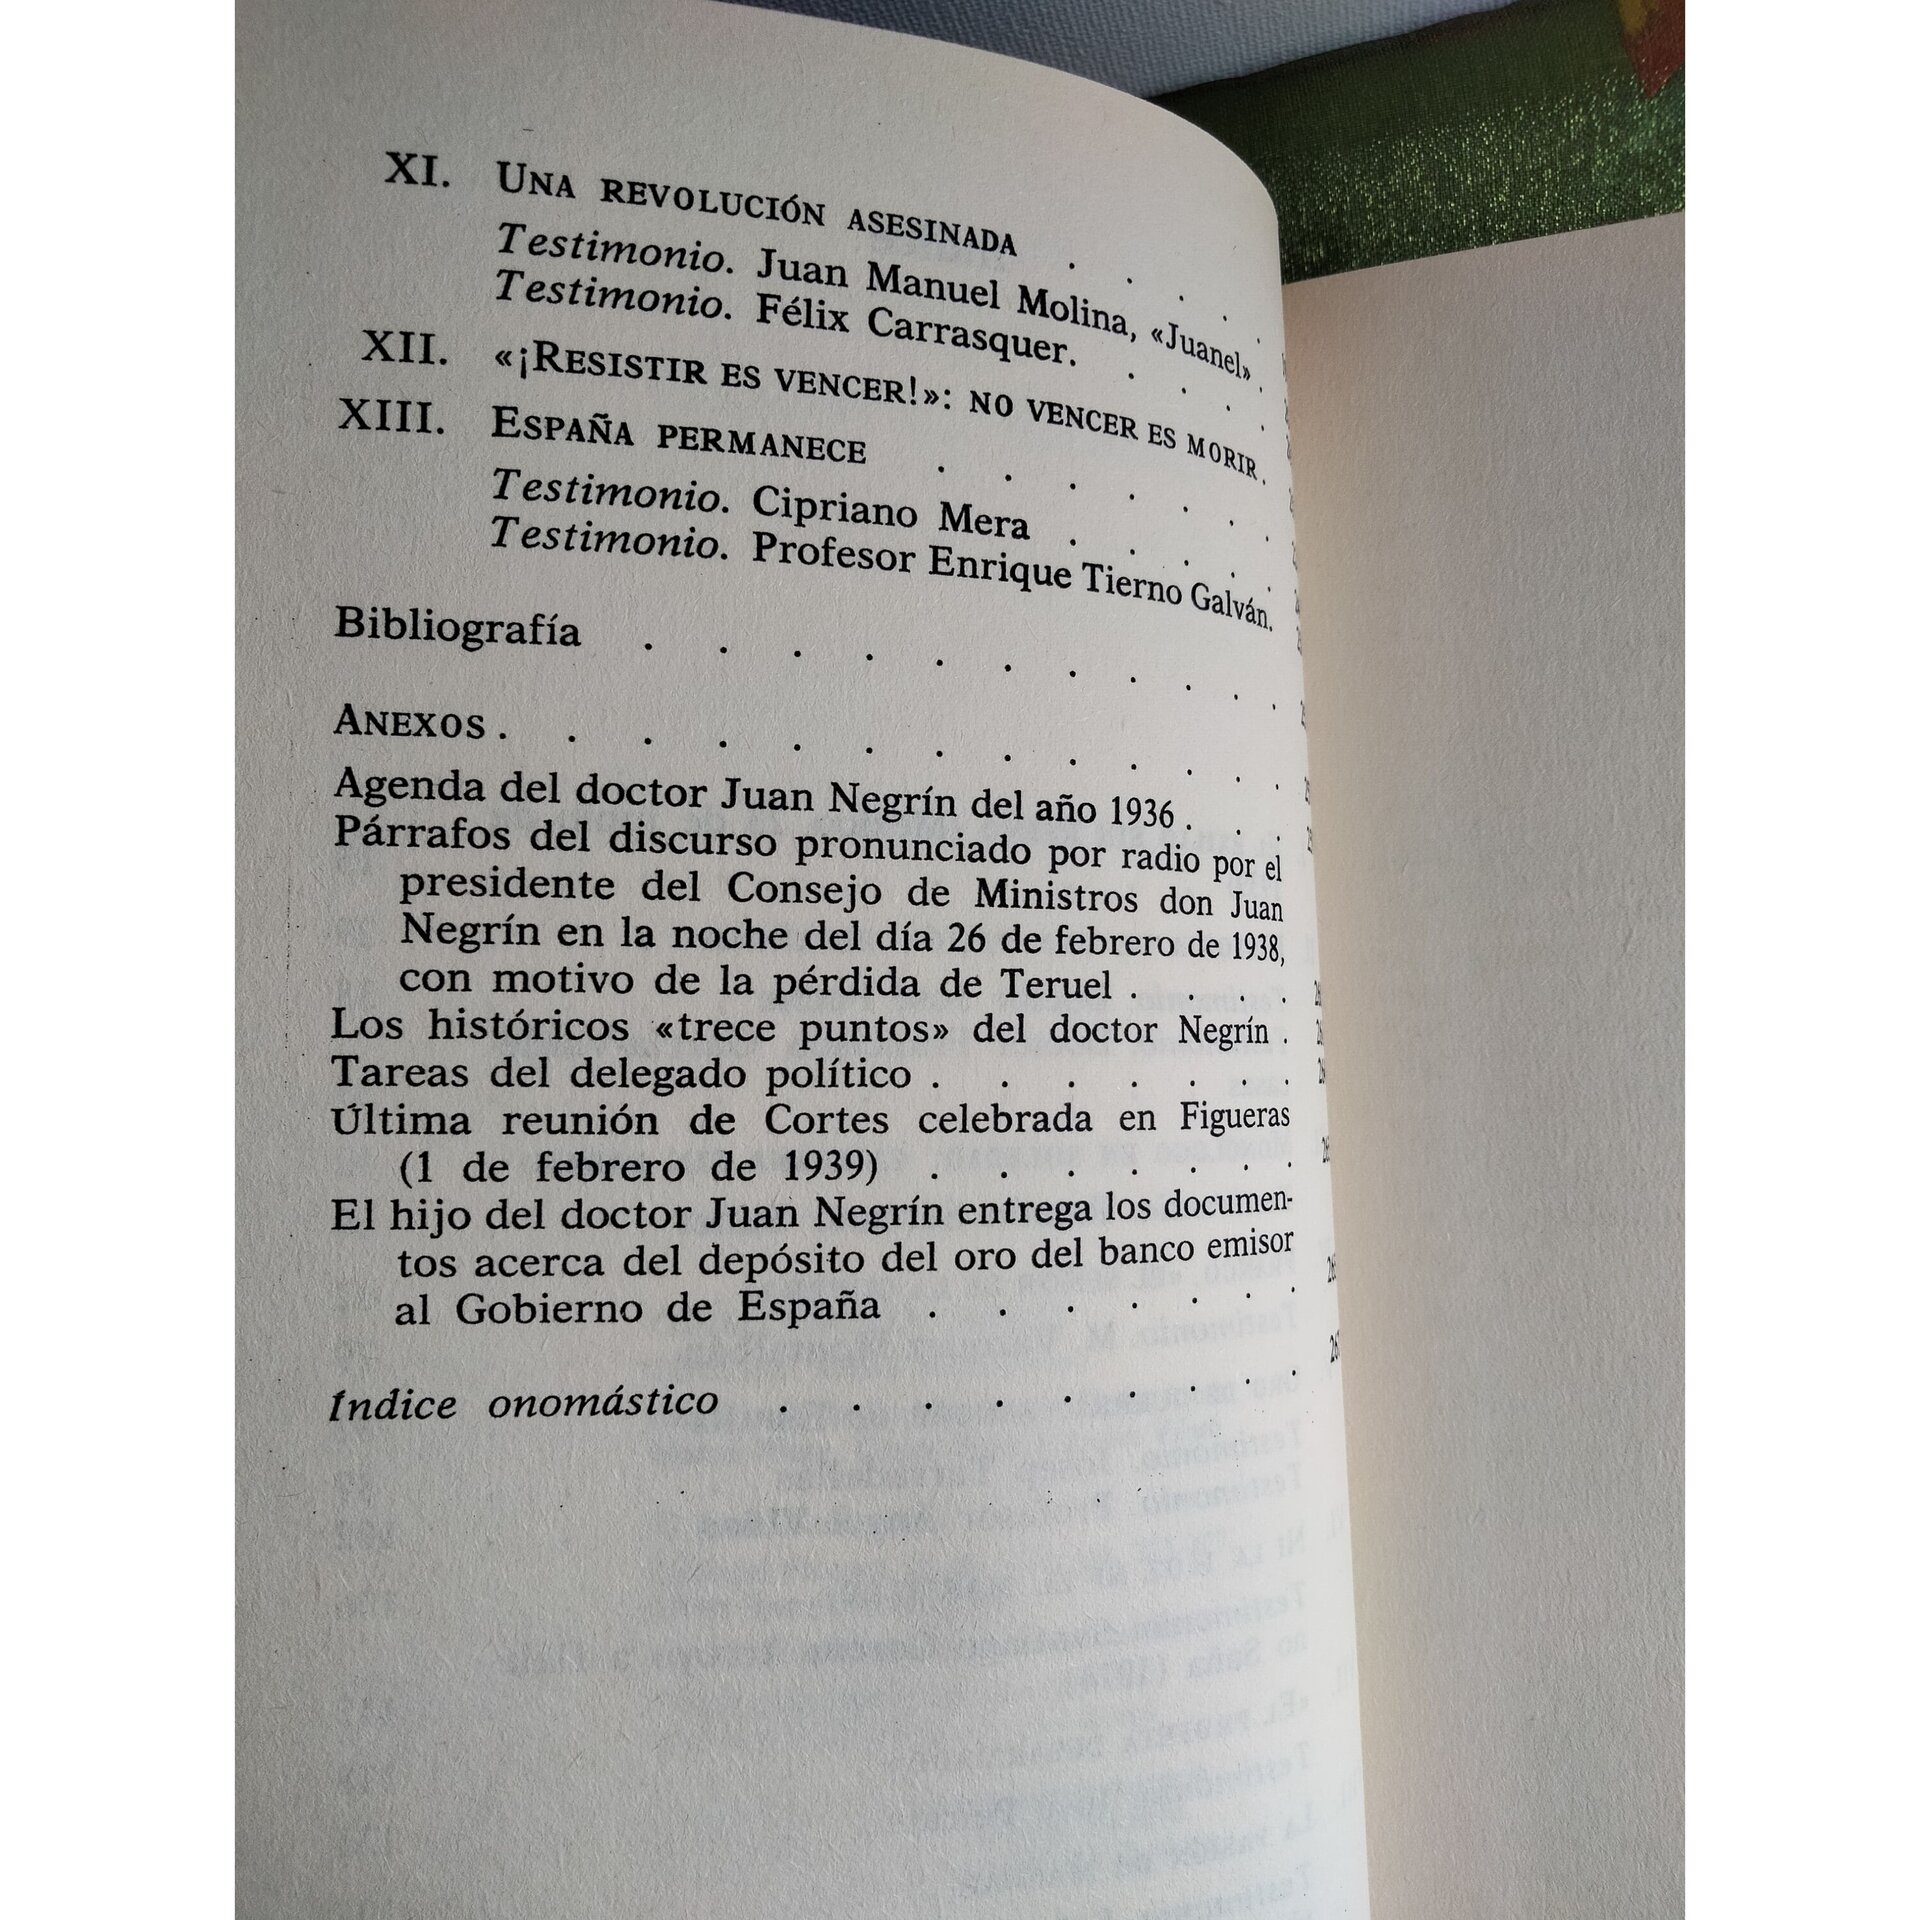 XI. UNA REVOLUCIÓN ASESINADA . . . .
Testimonio. Juan Manuel Molina, «Juanel» .
Testimonio. Félix Carrasquer. . . . .
XII. «¡RESISTIR ES VENCER!»: NO VENCER ES MORIR .
XIII. ESPAÑA PERMANECE . . . . . . .
Testimonio. Cipriano Mera . . . . .
Testimonio. Profesor Enrique Tierno Galván.
Bibliografía . . . . . . . . . . .
ANEXOS . . . . . . . . . . . .
Agenda del doctor Juan Negrín del año 1936 . . .
Párrafos del discurso pronunciado por radio por el
presidente del Consejo de Ministros don Juan
Negrín en la noche del día 26 de febrero de 1938,
con motivo de la pérdida de Teruel . . . .
Los históricos «trece puntos» del doctor Negrín .
Tareas del delegado político . . . . . . .
Última reunión de Cortes celebrada en Figueras
(1 de febrero de 1939) . . . . . . .
El hijo del doctor Juan Negrín entrega los documen-
tos acerca del depósito del oro del banco emisor
al Gobierno de España . . . . . . .
Índice onomástico . . . . . . . .